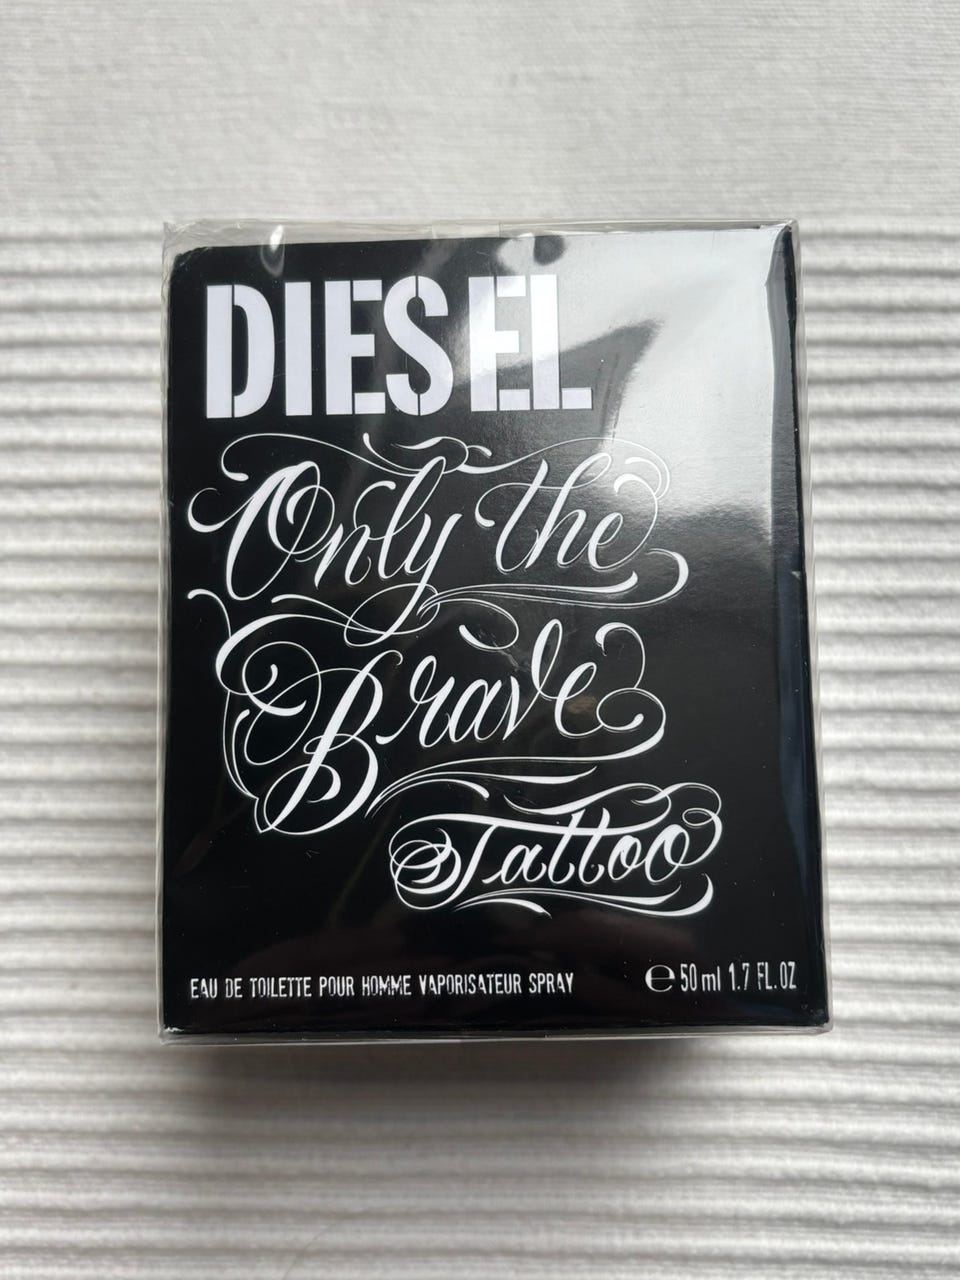 DIESEL
Only the
Brave
Tattoo
EAU DE TOILETTE POUR HOMME VAPORISATEUR SPRAY
℮ 50 ml 1.7 FL.OZ